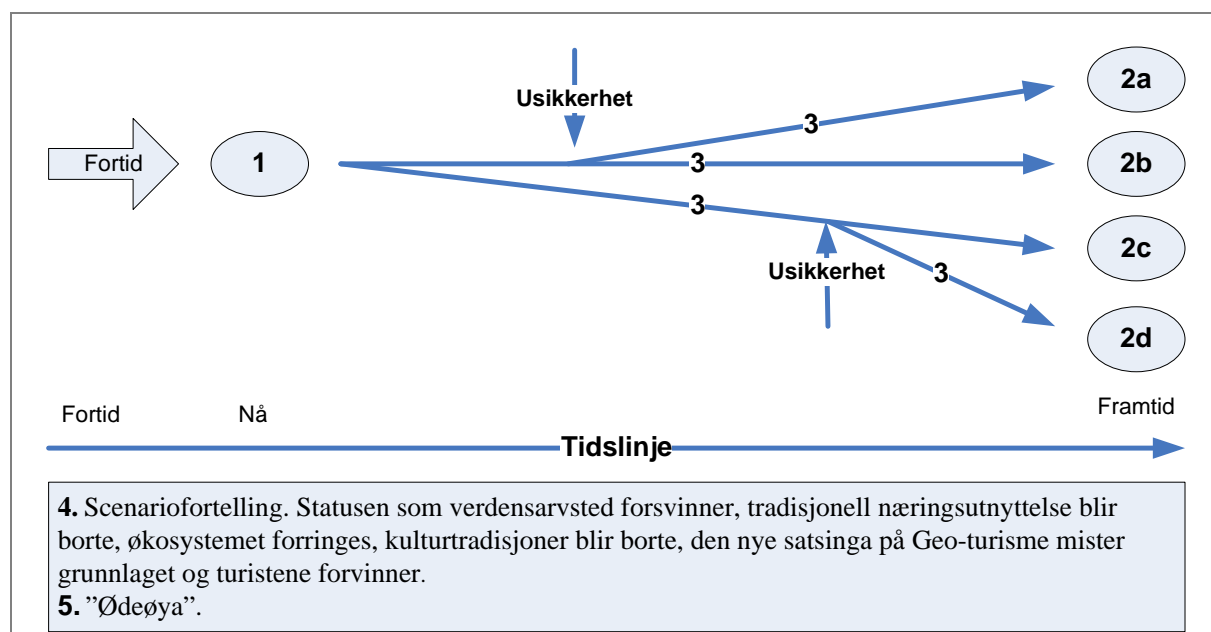 2a
Usikkerhet
3
Fortid
1
3
2b
3
2c
Usikkerhet
3
2d
Fortid
Nå
Framtid
Tidslinje
4. Scenariofortelling. Statusen som verdensarvsted forsvinner, tradisjonell næringsutnyttelse blir
borte, økosystemet forringes, kulturtradisjoner blir borte, den nye satsinga på Geo-turisme mister
grunnlaget og turistene forvinner.
5. ”Ødeøya”.